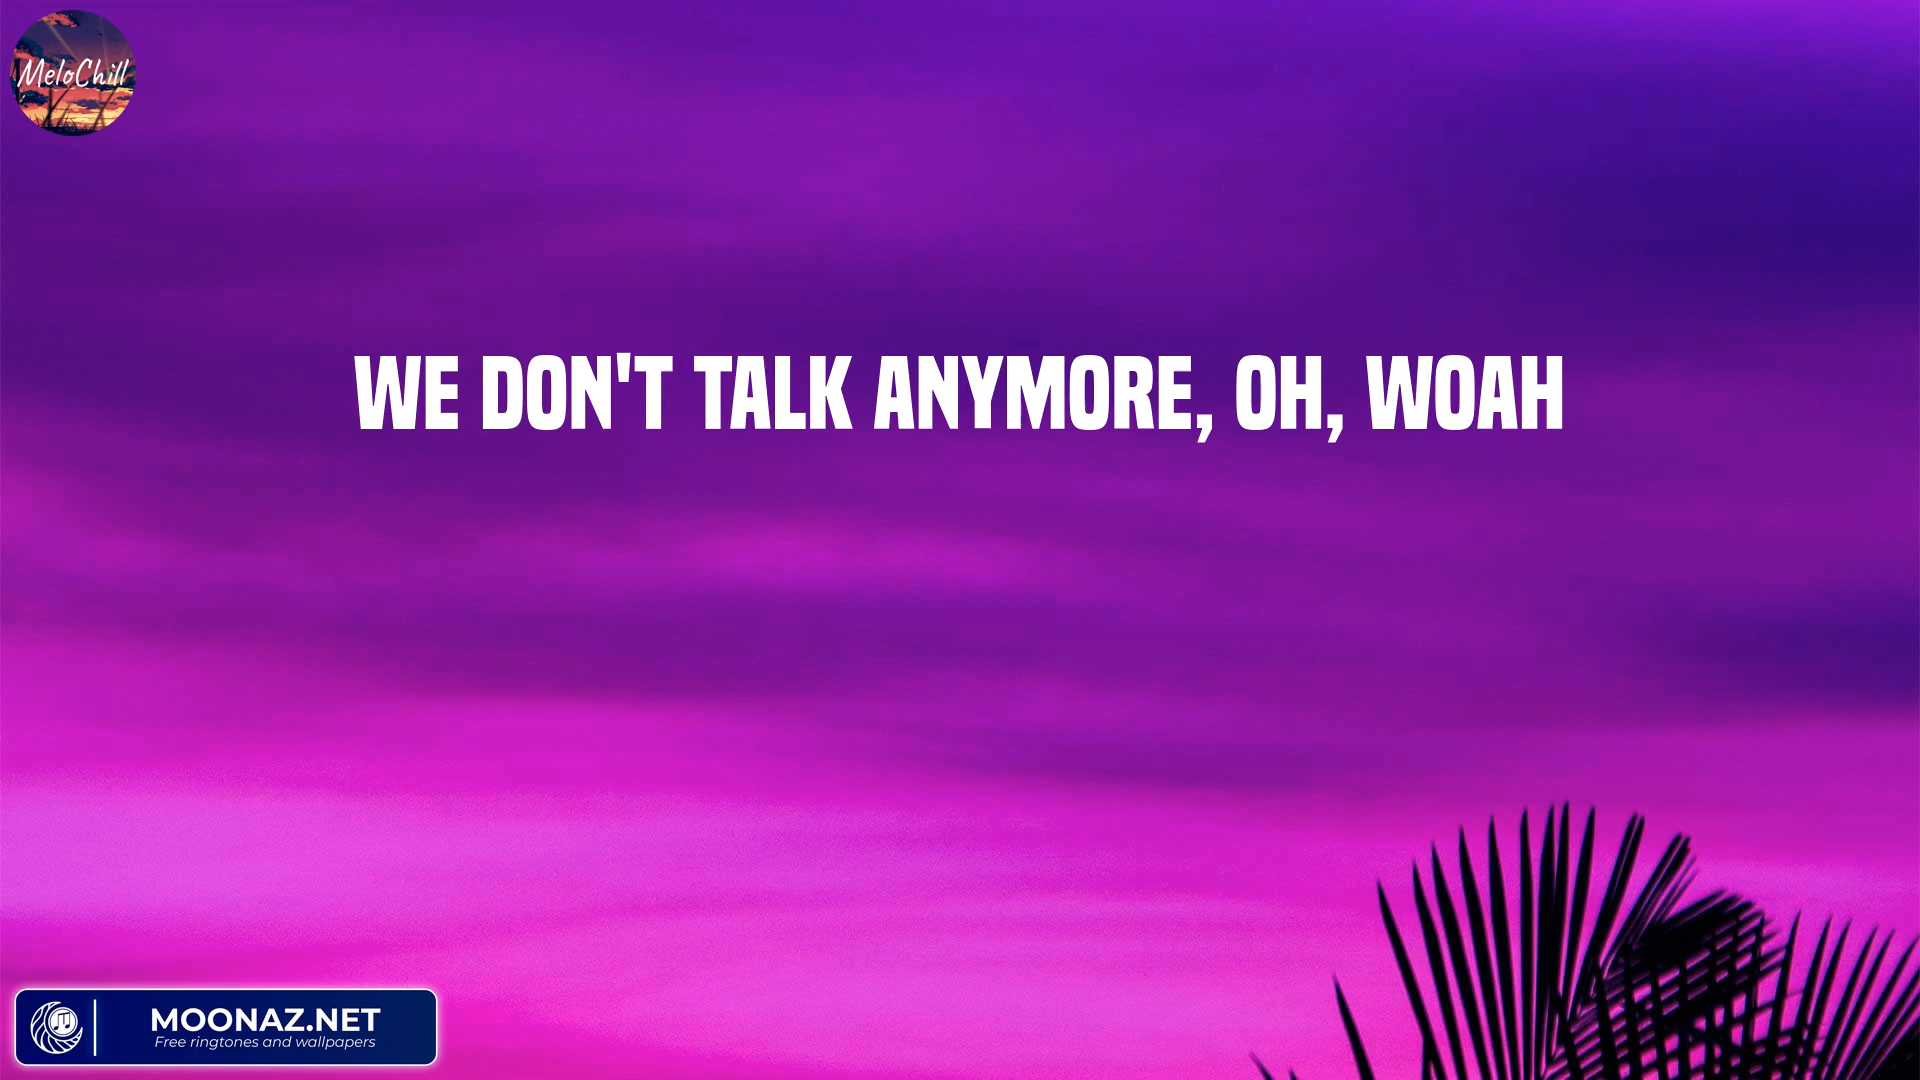 MeloChill
WE DON'T TALK ANYMORE, OH, WOAH
MOONAZ.NET
Free ringtones and wallpapers